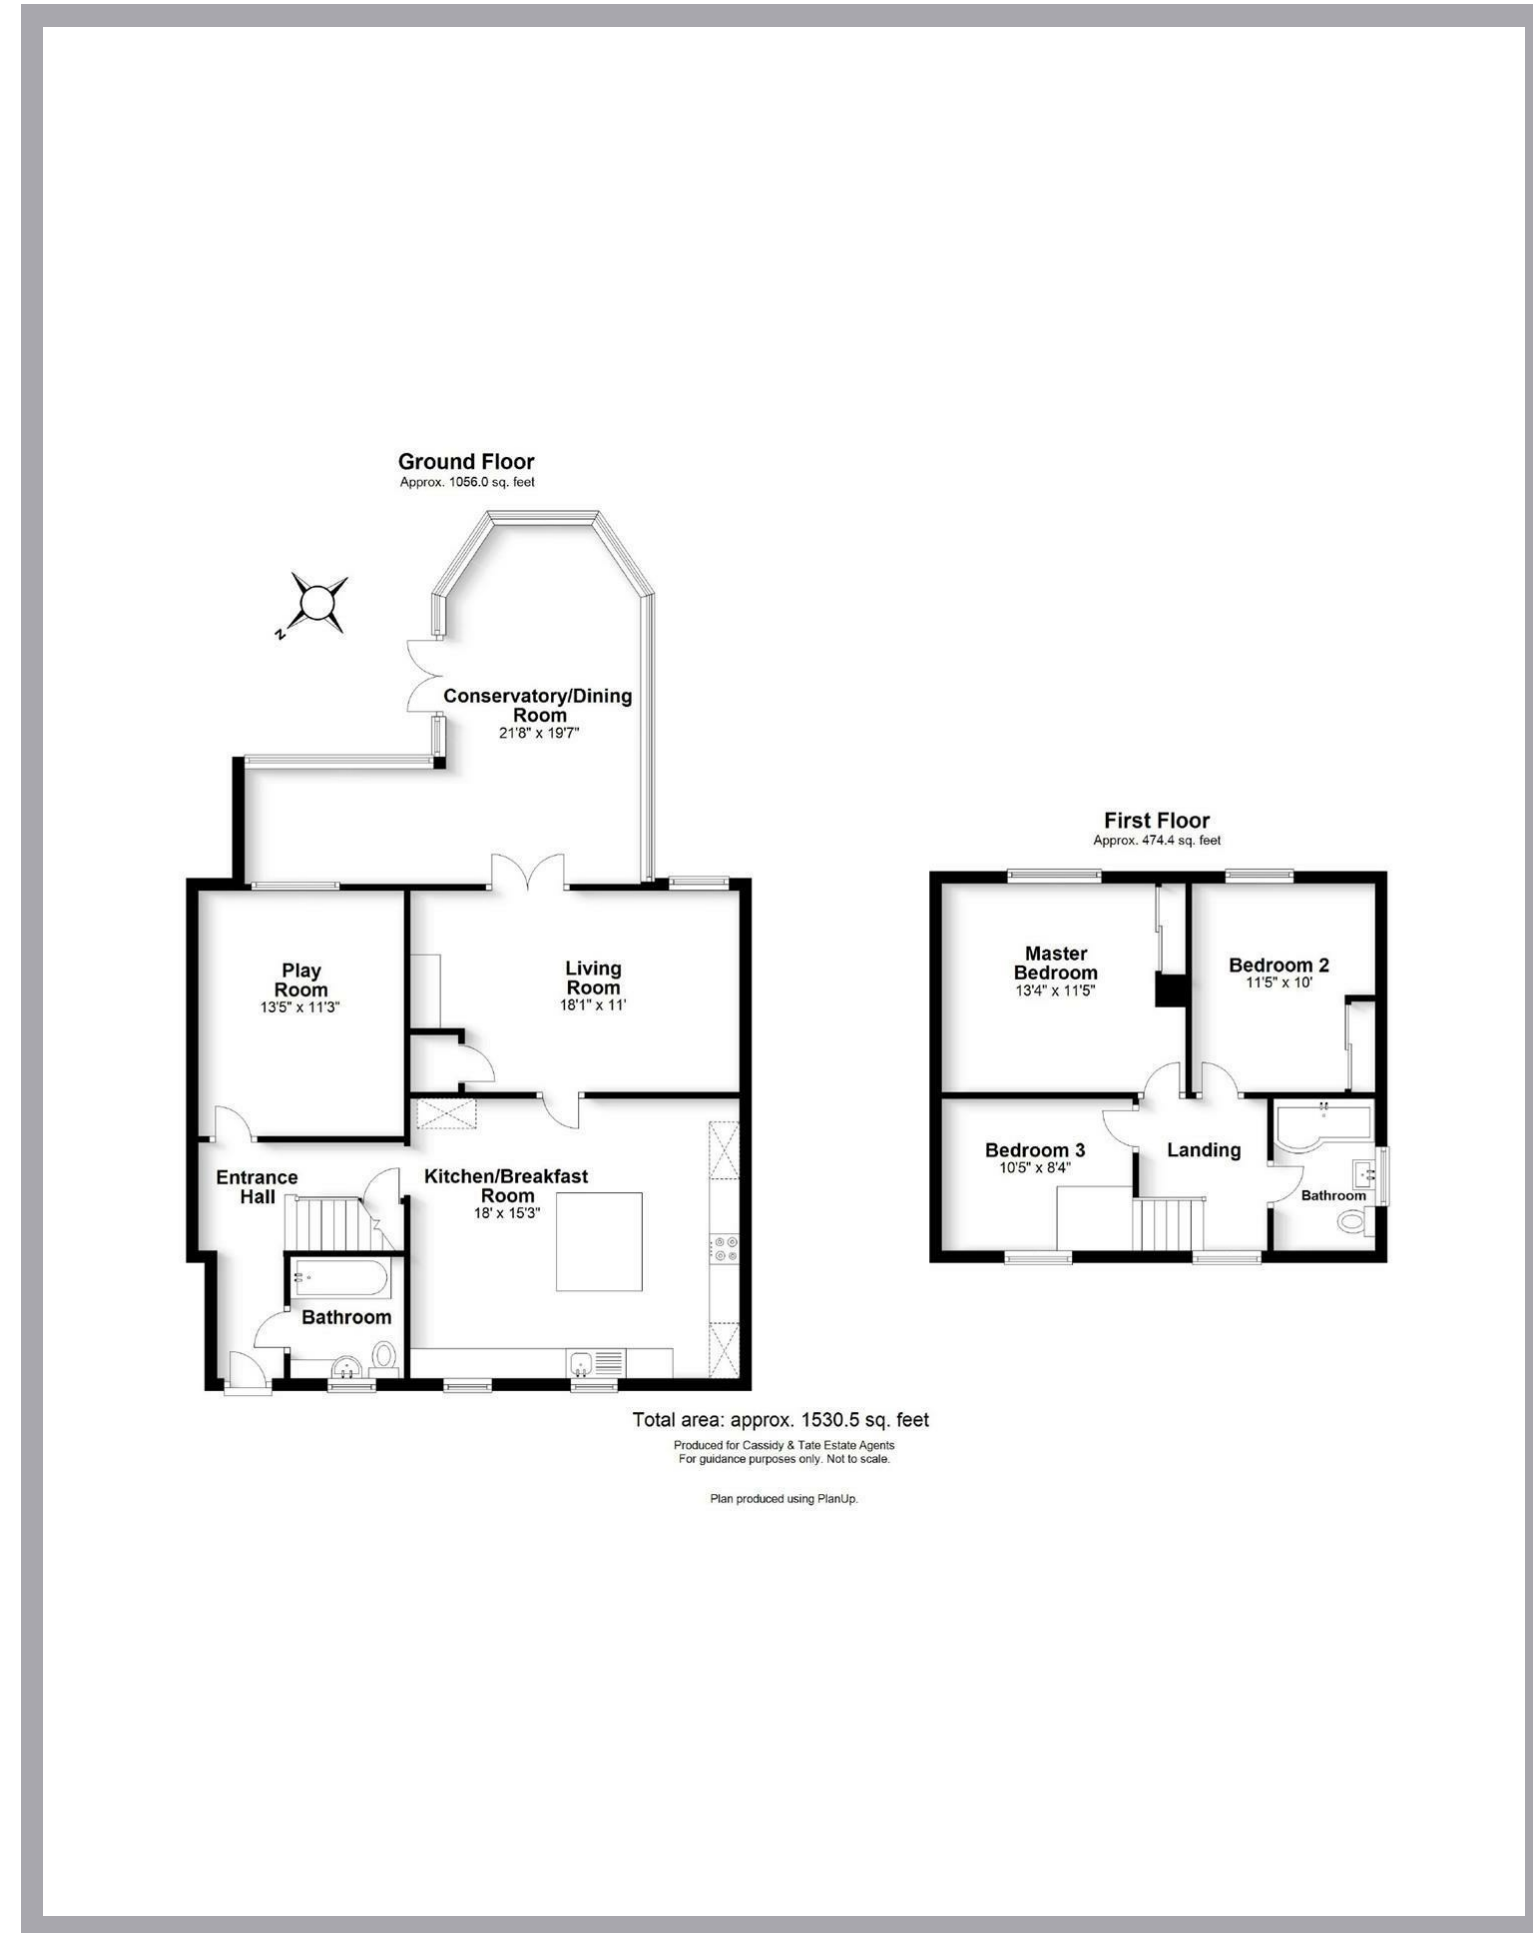 Ground Floor
Approx. 1056.0 sq. feet
N
Conservatory/Dining
Room
21'8" x 19'7"
Play
Room
13'5" x 11'3"
Living
Room
18'1" x 11'
Entrance
Hall
Kitchen/Breakfast
Room
18' x 15'3"
Bathroom
First Floor
Approx. 474.4 sq. feet
Master
Bedroom
13'4" x 11'5"
Bedroom 2
11'5" x 10'
Bedroom 3
10'5" x 8'4"
Landing
Bathroom
Total area: approx. 1530.5 sq. feet
Produced for Cassidy & Tate Estate Agents
For guidance purposes only. Not to scale.
Plan produced using PlanUp.